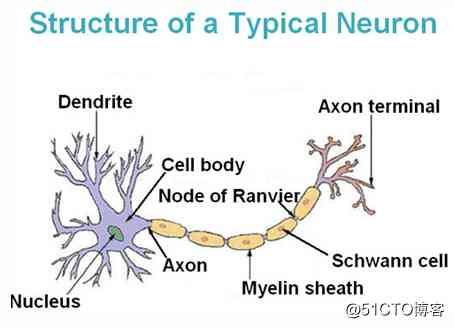 Structure of a Typical Neuron
Dendrite
Axon terminal
Cell body
Node of Ranvier
Schwann cell
Axon
Myelin sheath
Nucleus
@51CTO博客